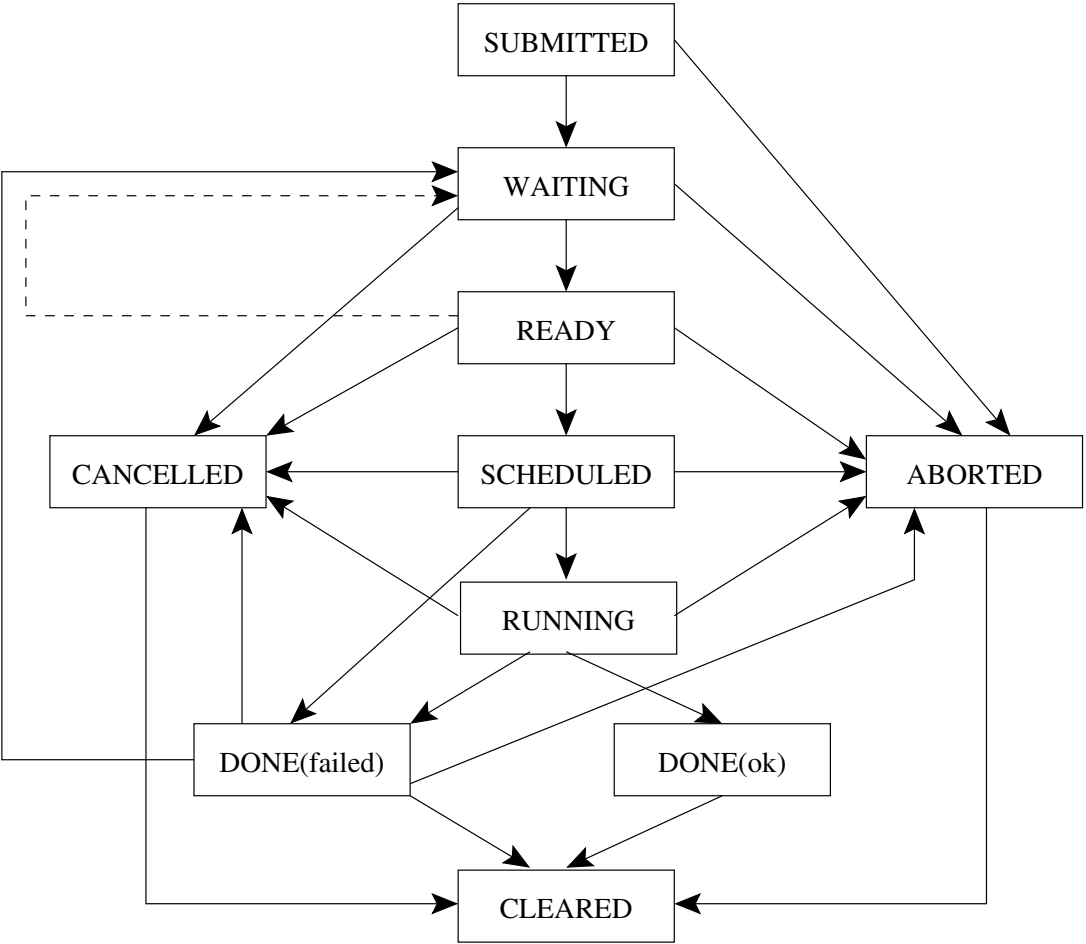 SUBMITTED
WAITING
READY
CANCELLED
SCHEDULED
ABORTED
RUNNING
DONE(failed)
DONE(ok)
CLEARED